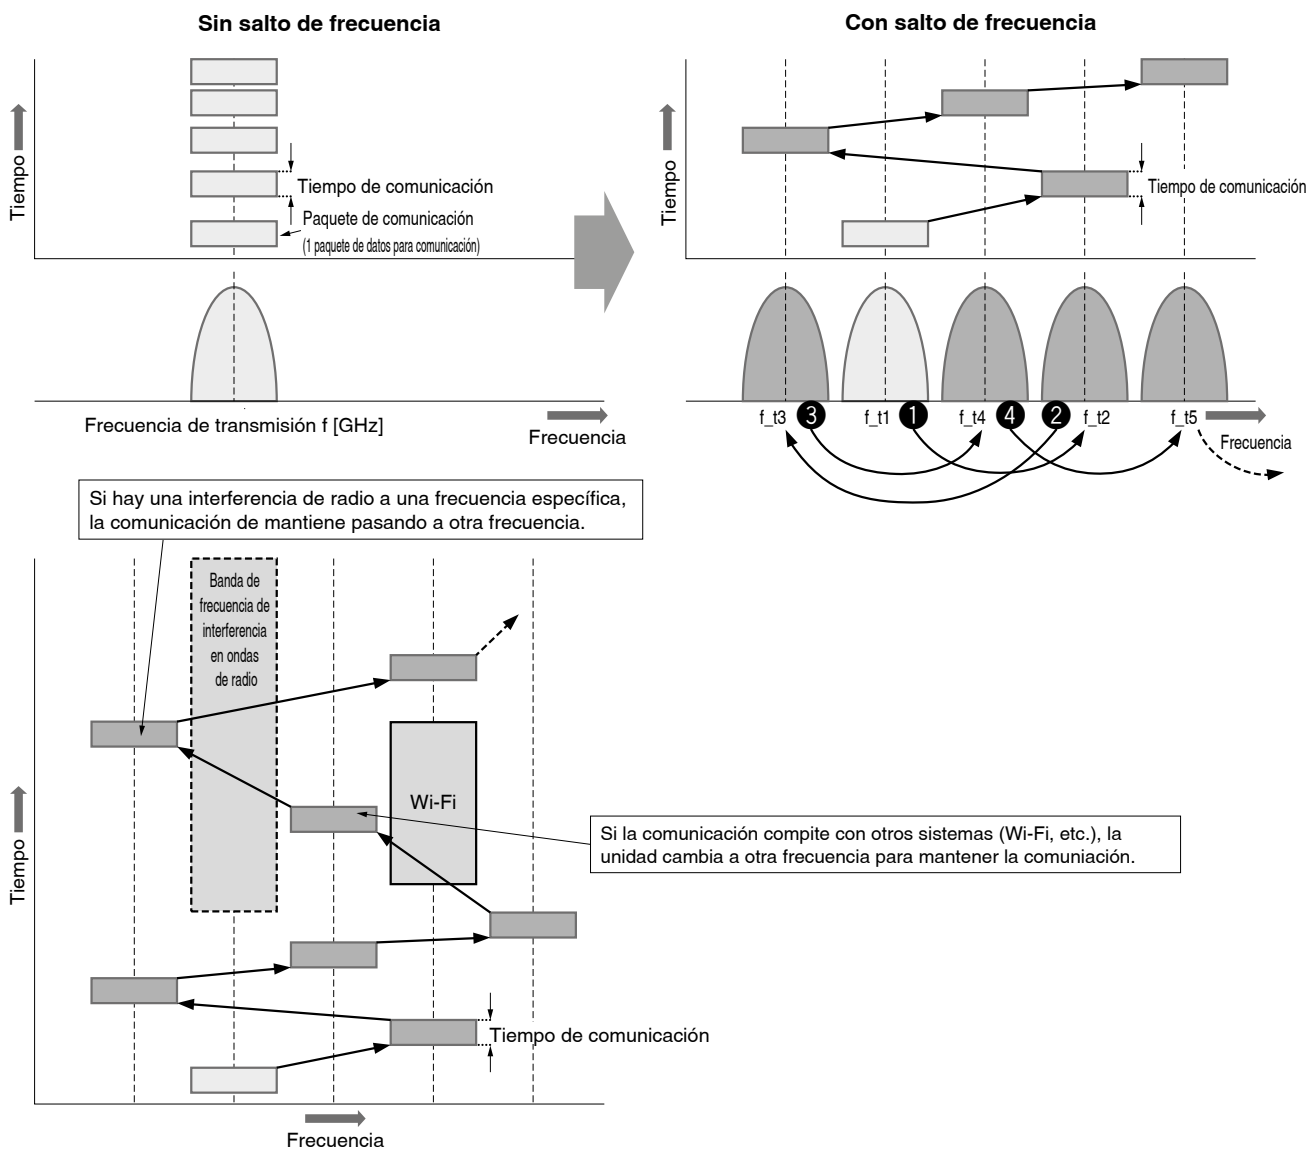 Sin salto de frecuencia
Tiempo
Tiempo de comunicación
Paquete de comunicación
(1 paquete de datos para comunicación)
Frecuencia de transmisión f [GHz]
Frecuencia
Con salto de frecuencia
Tiempo
Tiempo de comunicación
f_t3 3 f_t1 1 f_t4 4 2 f_t2 f_t5
Frecuencia
Si hay una interferencia de radio a una frecuencia específica,
la comunicación de mantiene pasando a otra frecuencia.
Banda de
frecuencia de
interferencia
en ondas
de radio
Wi-Fi
Si la comunicación compite con otros sistemas (Wi-Fi, etc.), la
unidad cambia a otra frecuencia para mantener la comuniación.
Tiempo
Tiempo de comunicación
Frecuencia